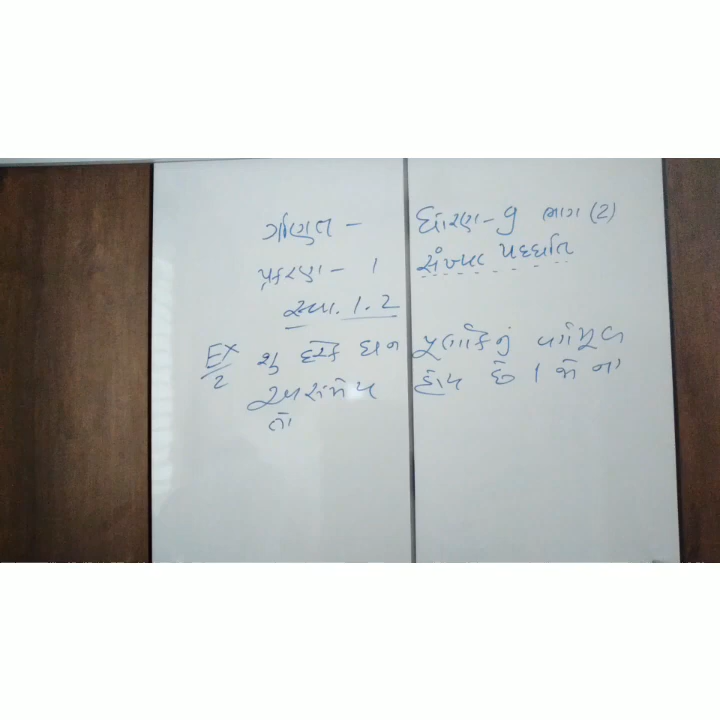 ગણિત - ધોરણ - 9 ભાગ (2)
પ્રકરણ - 1 સંખ્યા પદ્ધતિ
સ્વા. 1.2
EX/2 શું દરેક ધન પૂર્ણાંકનું વર્ગમૂળ
અસંમેય હોય છે । જો ના
તો